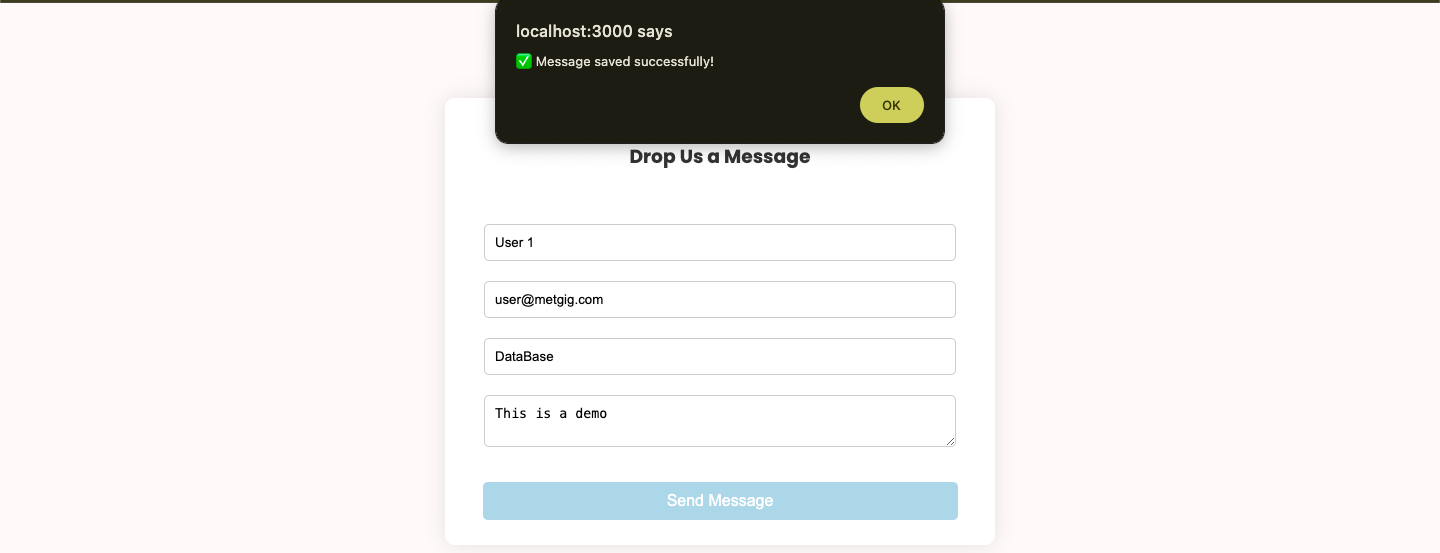 localhost:3000 says
✅ Message saved successfully!
OK
Drop Us a Message
User 1
user@metgig.com
DataBase
This is a demo
Send Message